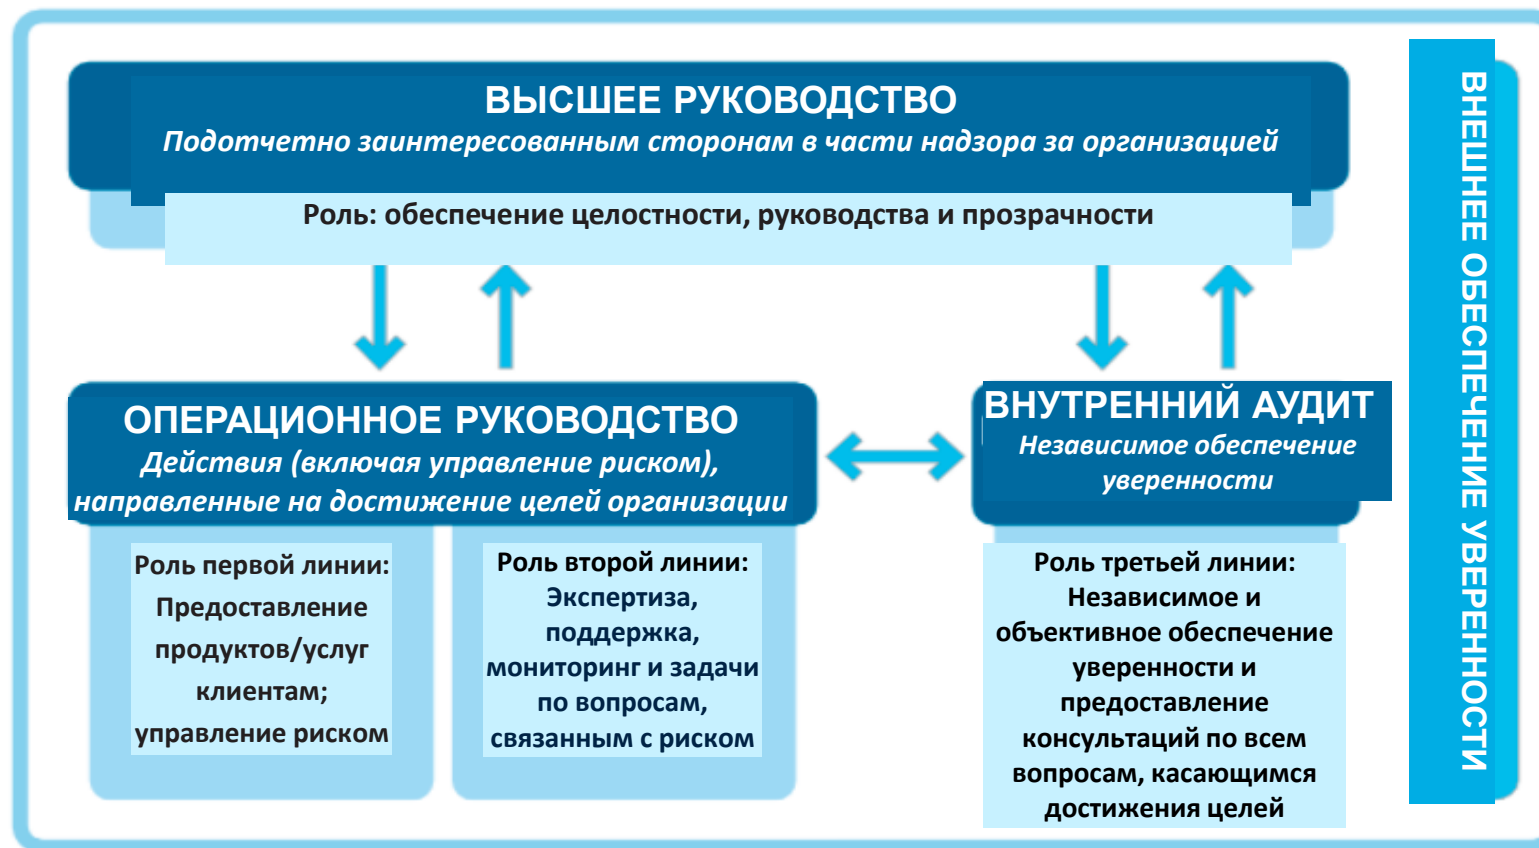 ВЫСШЕЕ РУКОВОДСТВО
Подотчетно заинтересованным сторонам в части надзора за организацией
Роль: обеспечение целостности, руководства и прозрачности
ОПЕРАЦИОННОЕ РУКОВОДСТВО
Действия (включая управление риском),
направленные на достижение целей организации
Роль первой линии:
Предоставление
продуктов/услуг
клиентам;
управление риском
Роль второй линии:
Экспертиза,
поддержка,
мониторинг и задачи
по вопросам,
связанным с риском
ВНУТРЕННИЙ АУДИТ
Независимое обеспечение
уверенности
Роль третьей линии:
Независимое и
объективное обеспечение
уверенности и
предоставление
консультаций по всем
вопросам, касающимся
достижения целей
ВНЕШНЕЕ ОБЕСПЕЧЕНИЕ УВЕРЕННОСТИ